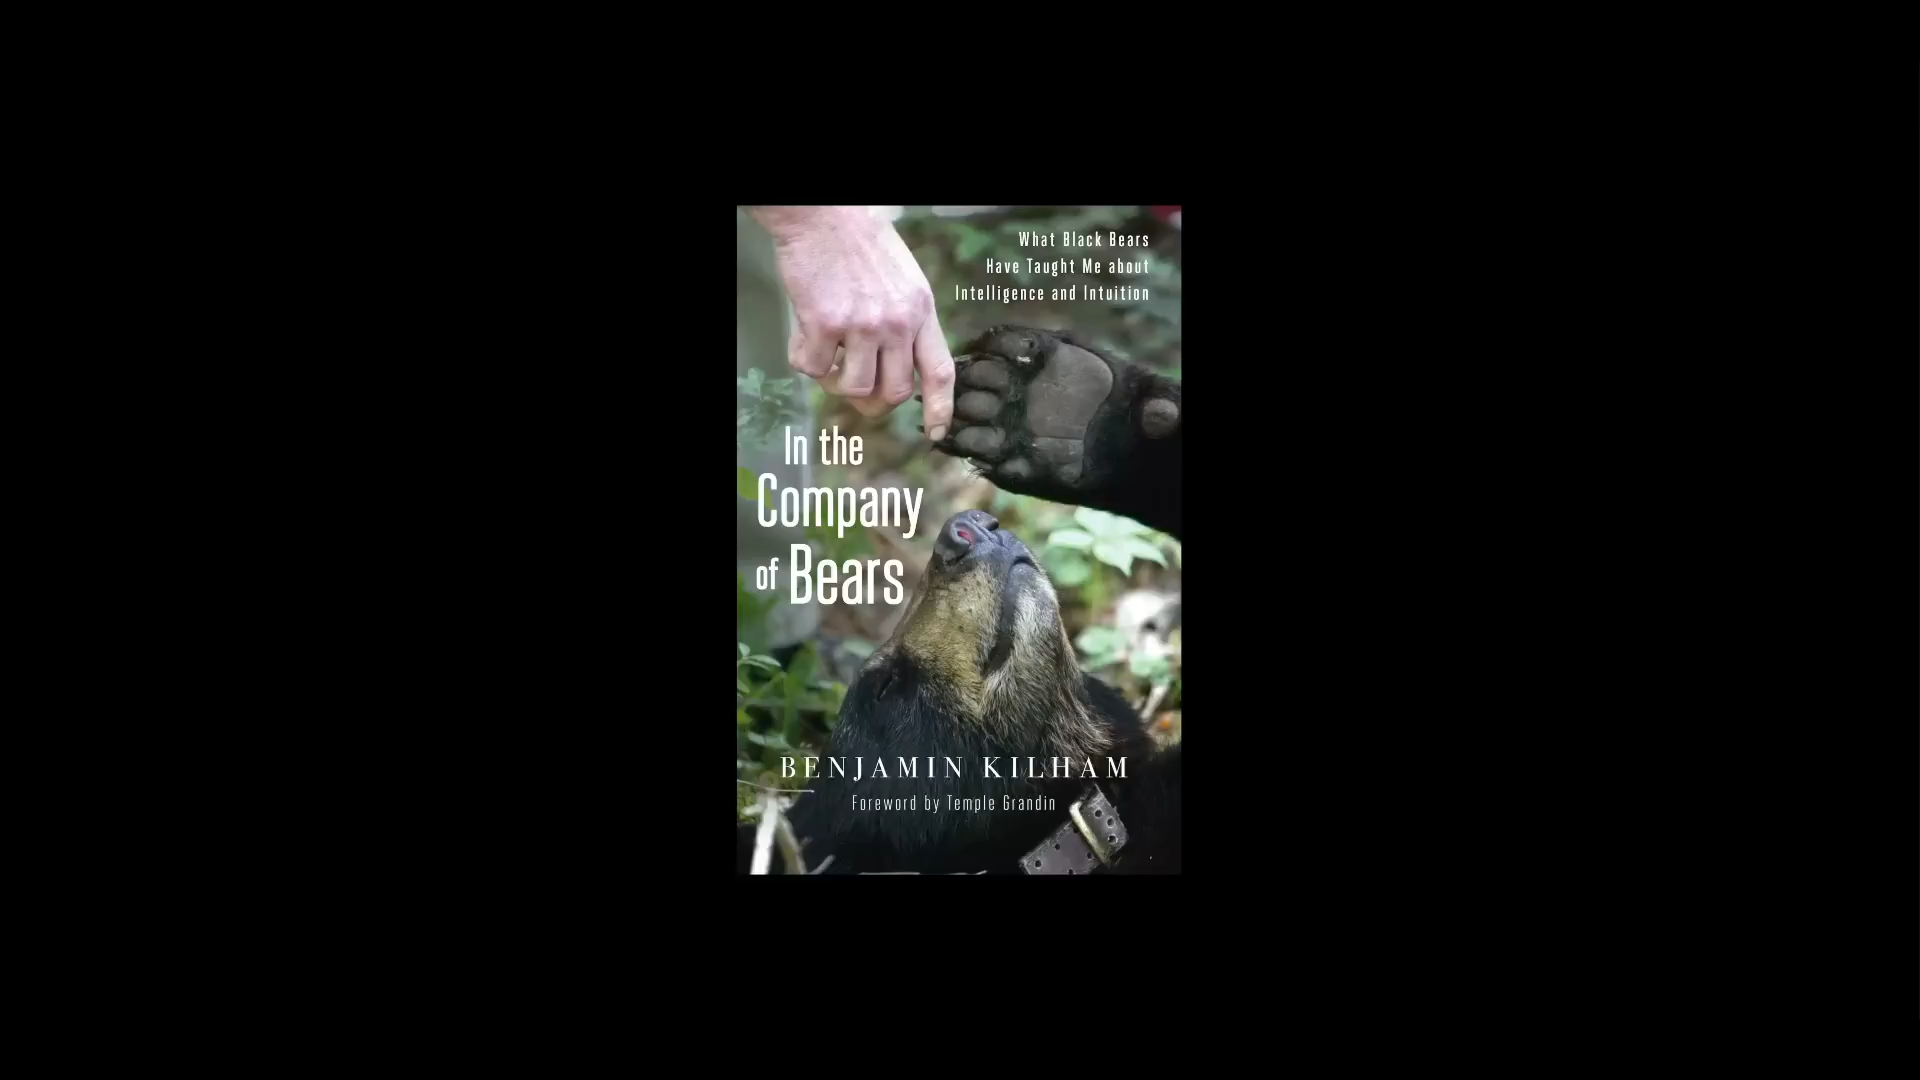 What Black Bears
Have Taught Me about
Intelligence and Intuition
In the
Company
of Bears
BENJAMIN KILHAM
Foreword by Temple Grandin